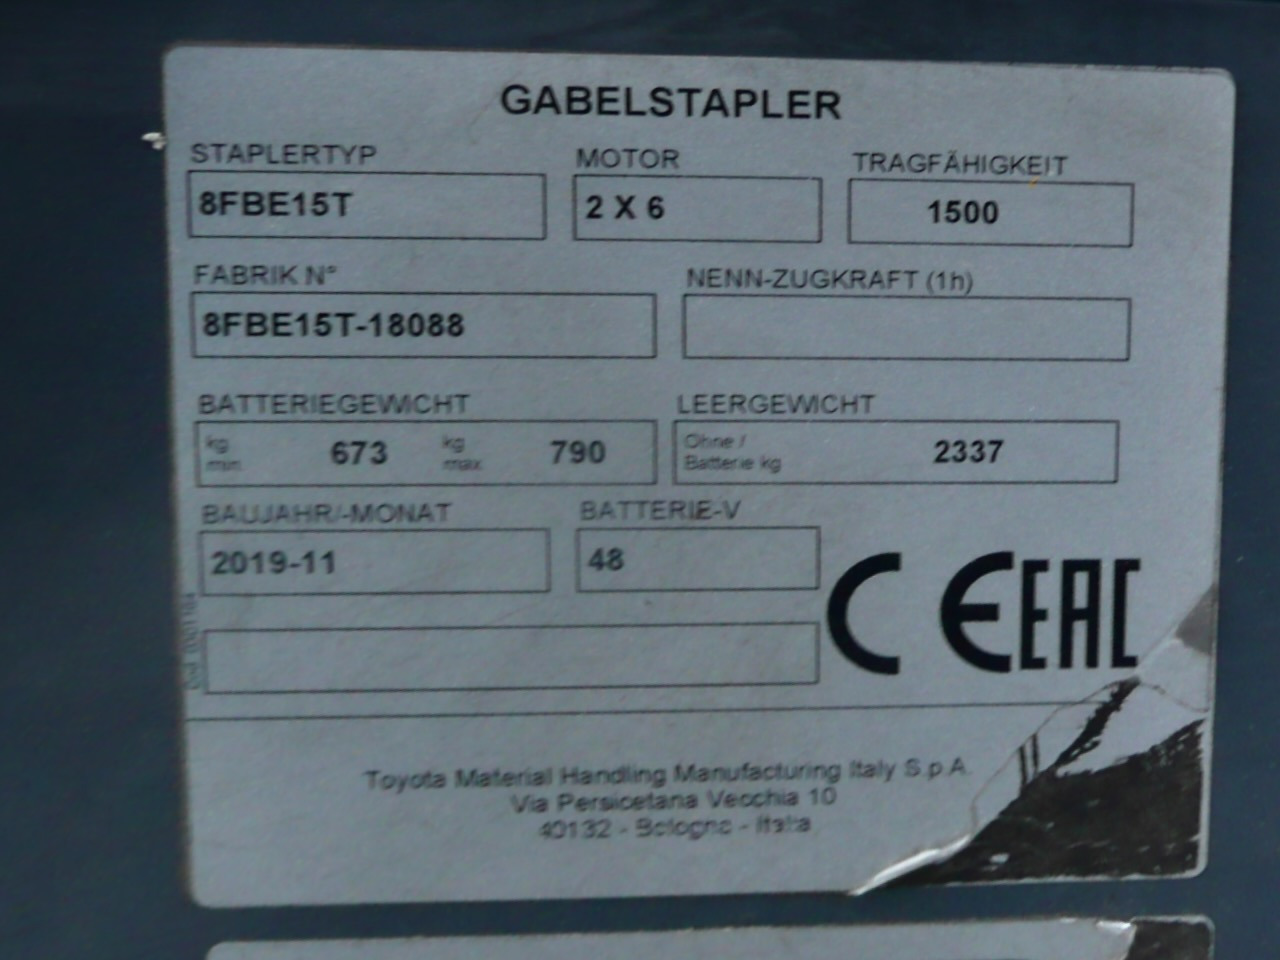 GABELSTAPLER
STAPLERTYP MOTOR TRAGFÄHIGKEIT
8FBE15T 2 X 6 1500
FABRIK N° NENN-ZUGKRAFT (1h)
8FBE15T-18088
BATTERIEGEWICHT LEERGEWICHT
kg min 673 kg max 790 Ohne / Batterie kg 2337
BAUJAHR/-MONAT BATTERIE-V
2019-11 48
CE EAC
Toyota Material Handling Manufacturing Italy S.p.A.
Via Persicetana Vecchia 10
40132 - Bologna - Italia